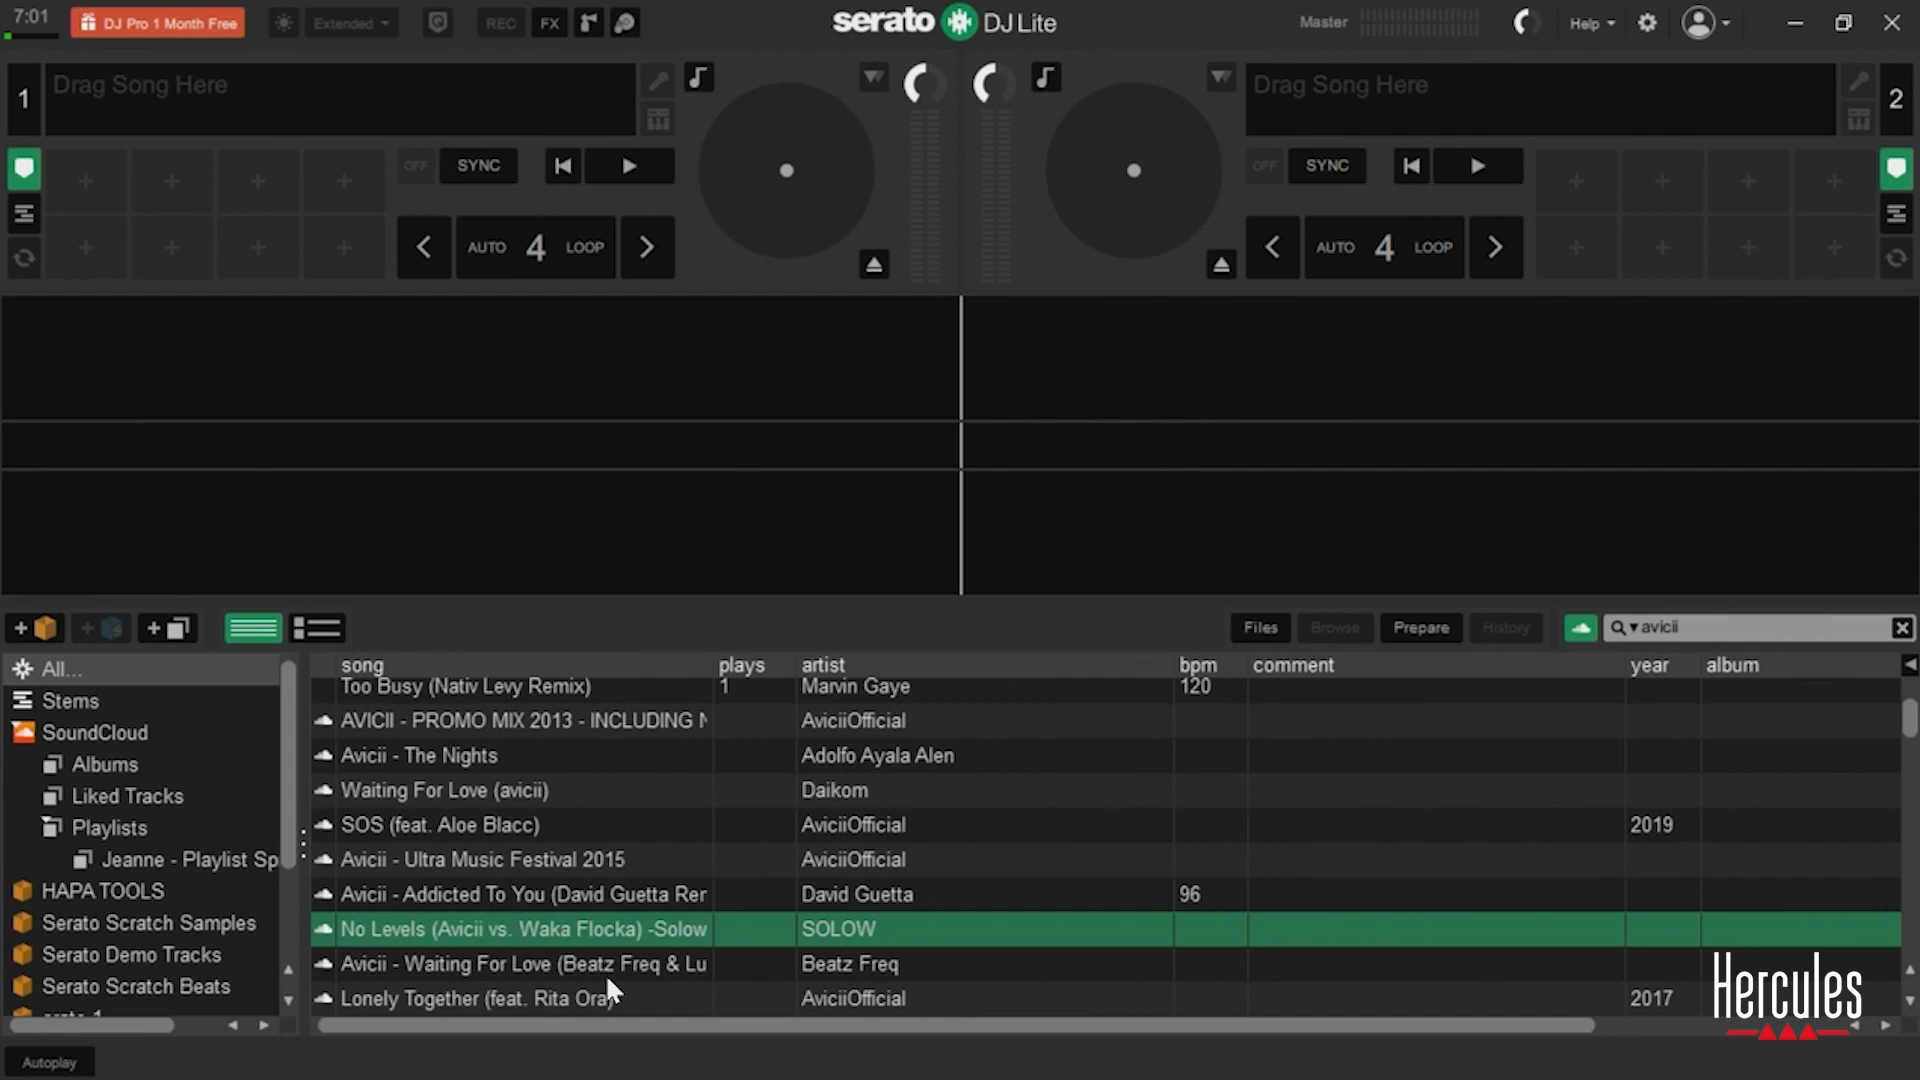 7:01
DJ Pro 1 Month Free
Extended
REC
FX
serato DJ Lite
Master
Help
1
Drag Song Here
OFF
SYNC
AUTO 4 LOOP
Drag Song Here
2
OFF
SYNC
AUTO 4 LOOP
Files
Browse
Prepare
History
avicii
All...
Stems
SoundCloud
Albums
Liked Tracks
Playlists
Jeanne - Playlist Sp
HAPA TOOLS
Serato Scratch Samples
Serato Demo Tracks
Serato Scratch Beats
song plays artist bpm comment year album
Too Busy (Nativ Levy Remix) 1 Marvin Gaye 120
AVICII - PROMO MIX 2013 - INCLUDING AviciiOfficial
Avicii - The Nights Adolfo Ayala Alen
Waiting For Love (avicii) Daikom
SOS (feat. Aloe Blacc) AviciiOfficial 2019
Avicii - Ultra Music Festival 2015 AviciiOfficial
Avicii - Addicted To You (David Guetta Rer David Guetta 96
No Levels (Avicii vs. Waka Flocka) -Solow SOLOW
Avicii - Waiting For Love (Beatz Freq & Lu Beatz Freq
Lonely Together (feat. Rita Ora) AviciiOfficial 2017
Hercules
Autoplay